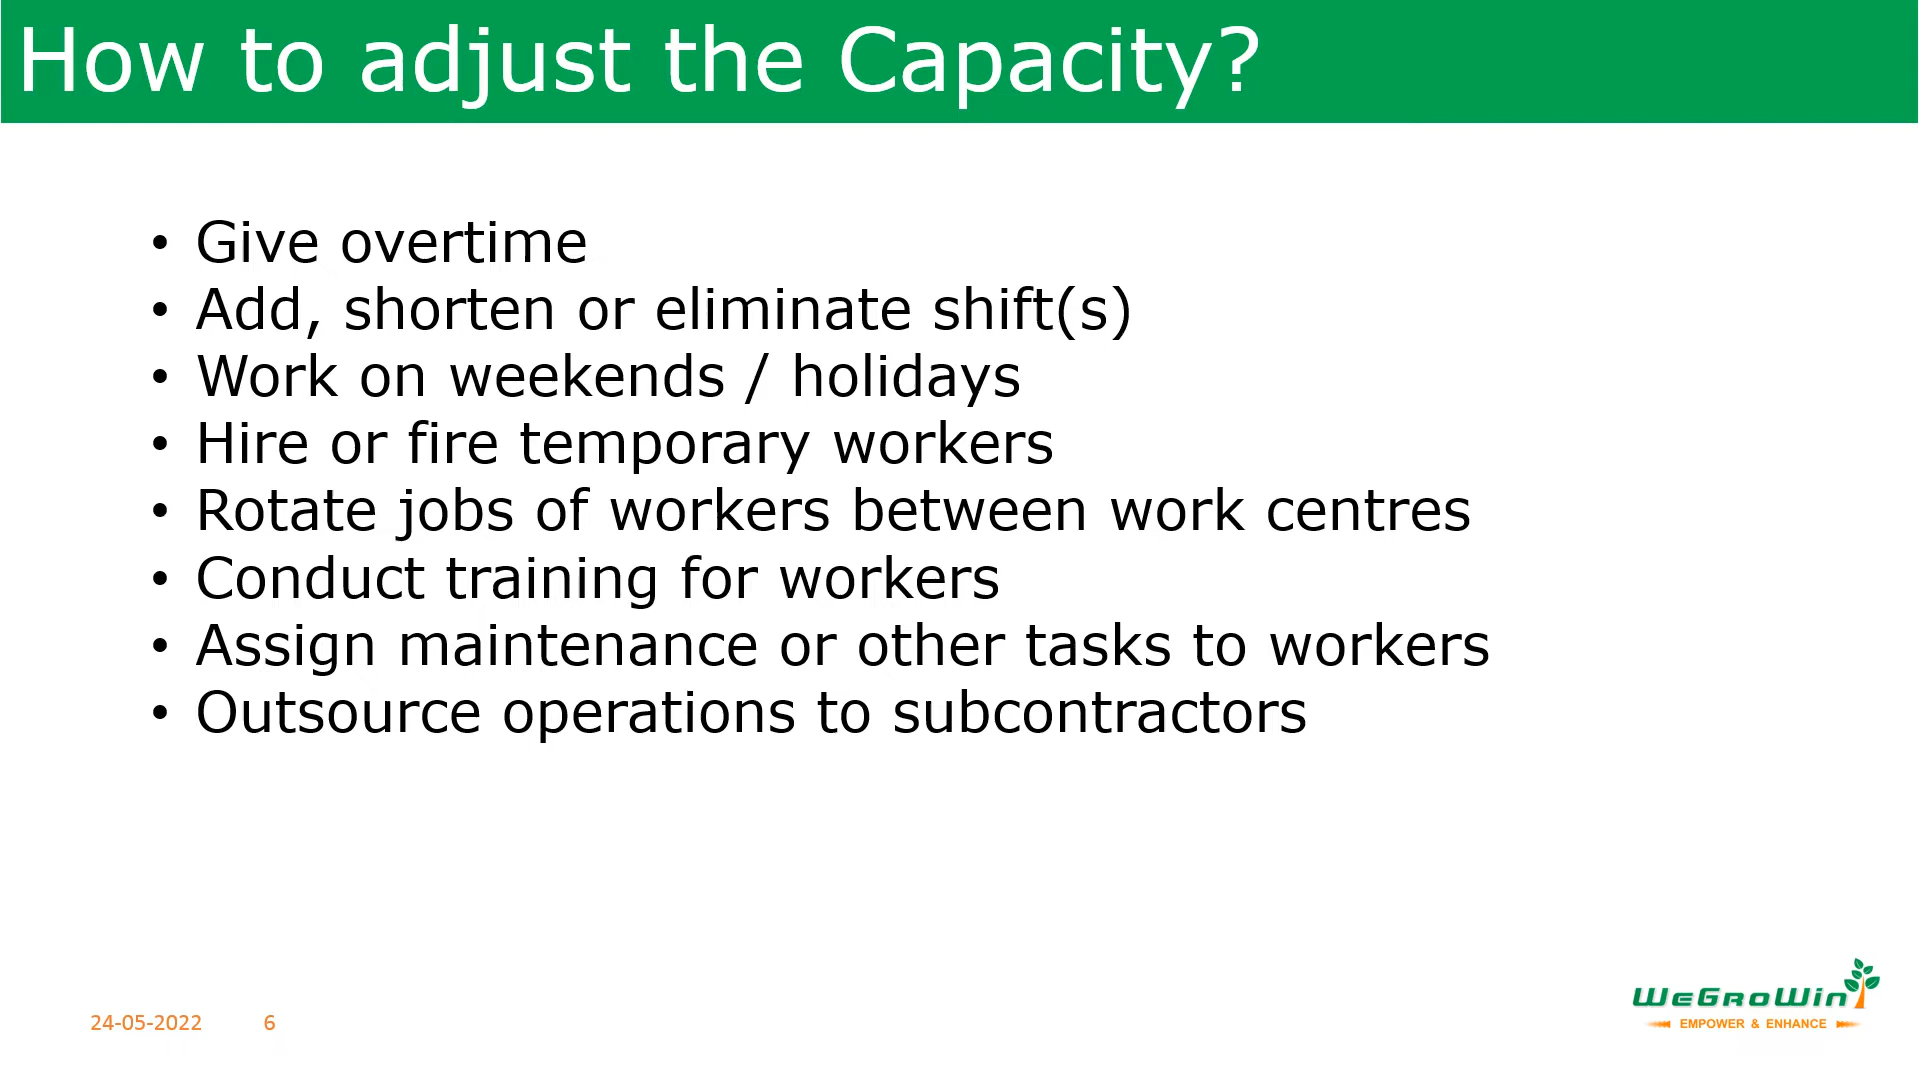 How to adjust the Capacity?
• Give overtime
• Add, shorten or eliminate shift(s)
• Work on weekends / holidays
• Hire or fire temporary workers
• Rotate jobs of workers between work centres
• Conduct training for workers
• Assign maintenance or other tasks to workers
• Outsource operations to subcontractors
24-05-2022 6
WeGroWin
EMPOWER & ENHANCE